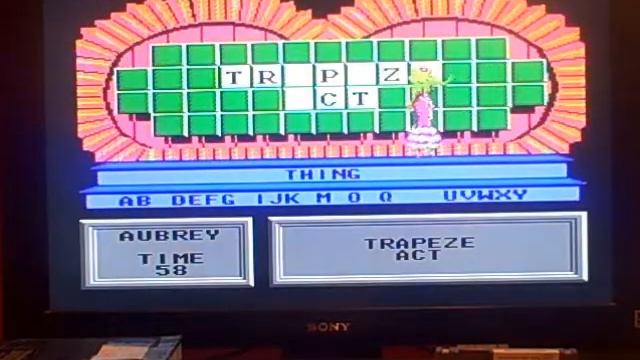 TR P Z
CT
THING
AB DEFG IJK M O Q UVWXY
AUBREY
TIME
58
TRAPEZE
ACT
SONY